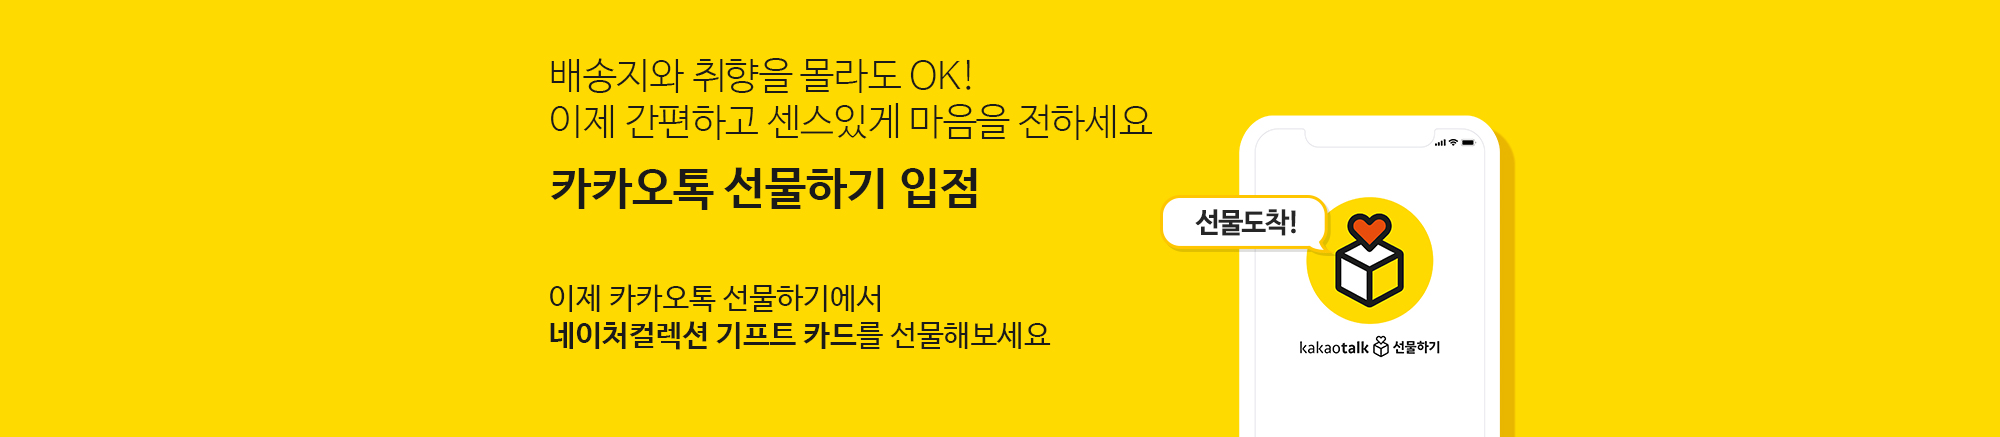 배송지와 취향을 몰라도 OK!
이제 간편하고 센스있게 마음을 전하세요
카카오톡 선물하기 입점
이제 카카오톡 선물하기에서
네이처컬렉션 기프트 카드를 선물해보세요
선물도착!
kakaotalk 선물하기